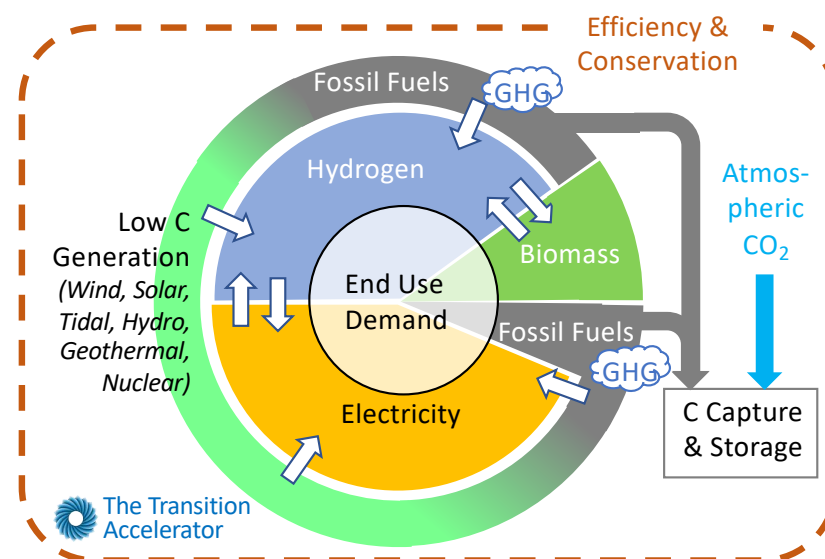 Efficiency &
Conservation
Fossil Fuels
GHG
Hydrogen
Atmos-
pheric
CO2
Low C
Generation
(Wind, Solar,
Tidal, Hydro,
Geothermal,
Nuclear)
Biomass
End Use
Demand
Fossil Fuels
GHG
Electricity
C Capture
& Storage
The Transition
Accelerator